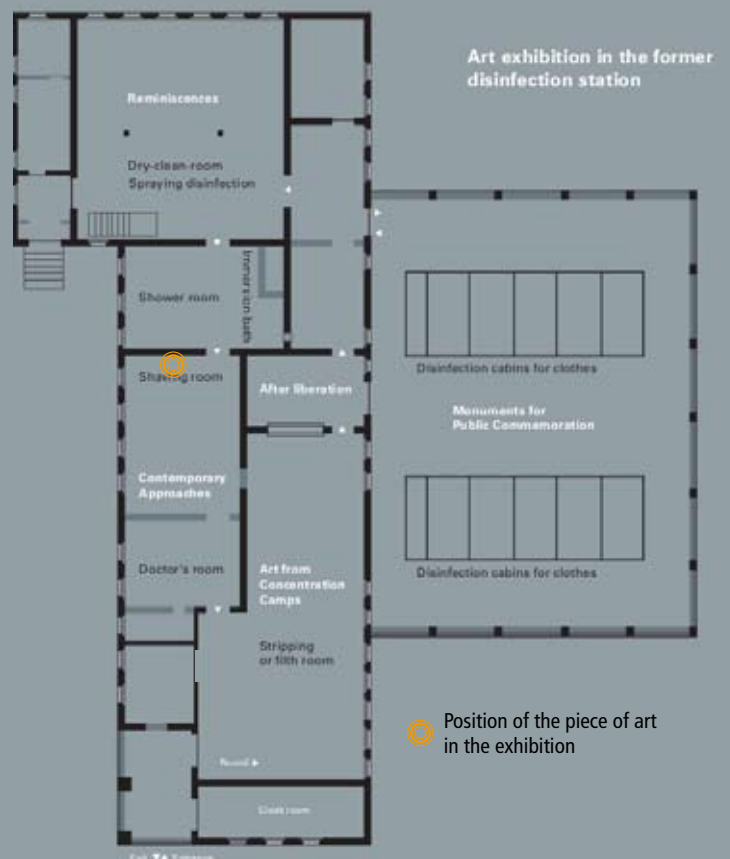 Art exhibition in the former
disinfection station
Reminiscences
Dry-clean-room
Spraying disinfection
Shower room
Immersion bath
Shaving room
After liberation
Disinfection cabins for clothes
Monuments for
Public Commemoration
Contemporary
Approaches
Doctor's room
Art from
Concentration
Camps
Disinfection cabins for clothes
Stripping
or filth room
Position of the piece of art
in the exhibition
Round
Cloak room
Entrance